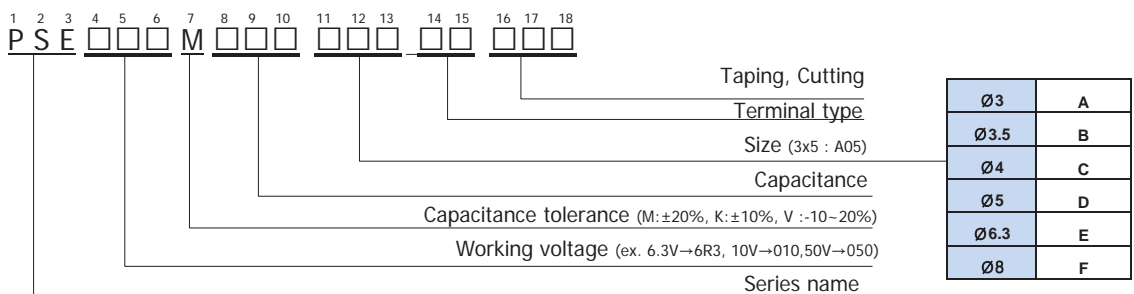 1 2 3 4 5 6 7 8 9 10 11 12 13 14 15 16 17 18
P S E □□□ M □□□ □□□ □□ □□□
Taping, Cutting
Terminal type
Size (3x5 : A05)
Capacitance
Capacitance tolerance (M:±20%, K:±10%, V :-10~20%)
Working voltage (ex. 6.3V→6R3, 10V→010,50V→050)
Series name
Ø3 A
Ø3.5 B
Ø4 C
Ø5 D
Ø6.3 E
Ø8 F